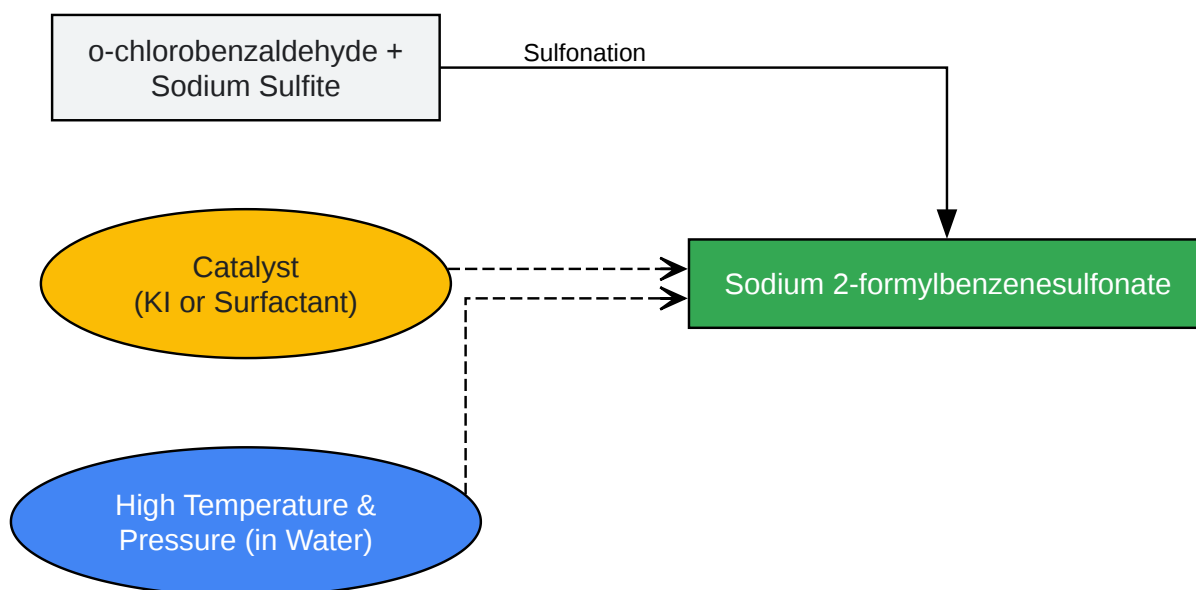 o-chlorobenzaldehyde +
Sodium Sulfite
Sulfonation
Catalyst
(KI or Surfactant)
Sodium 2-formylbenzenesulfonate
High Temperature &
Pressure (in Water)